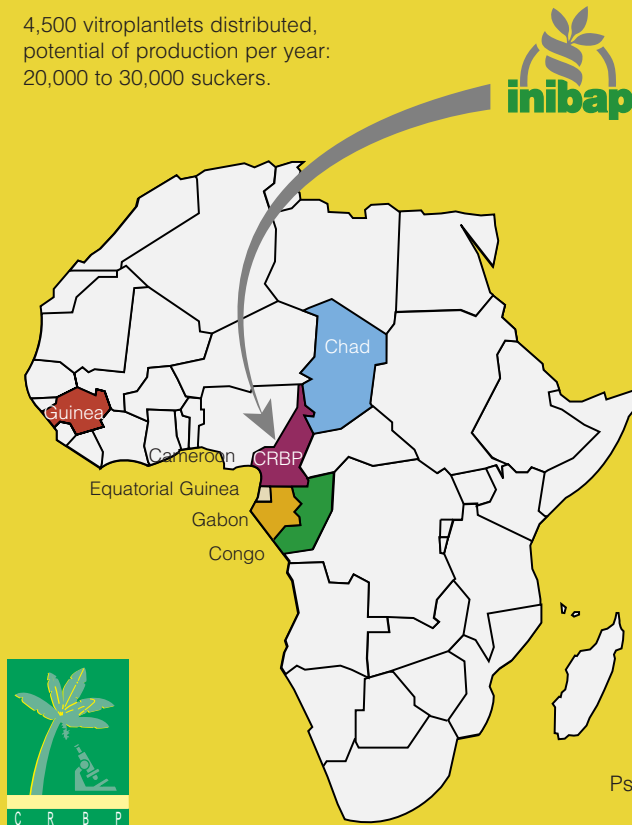 4,500 vitroplantlets distributed,
potential of production per year:
20,000 to 30,000 suckers.
inibap
Chad
Guinea
Cameroon
CRBP
Equatorial Guinea
Gabon
Congo
Ps
C R B P